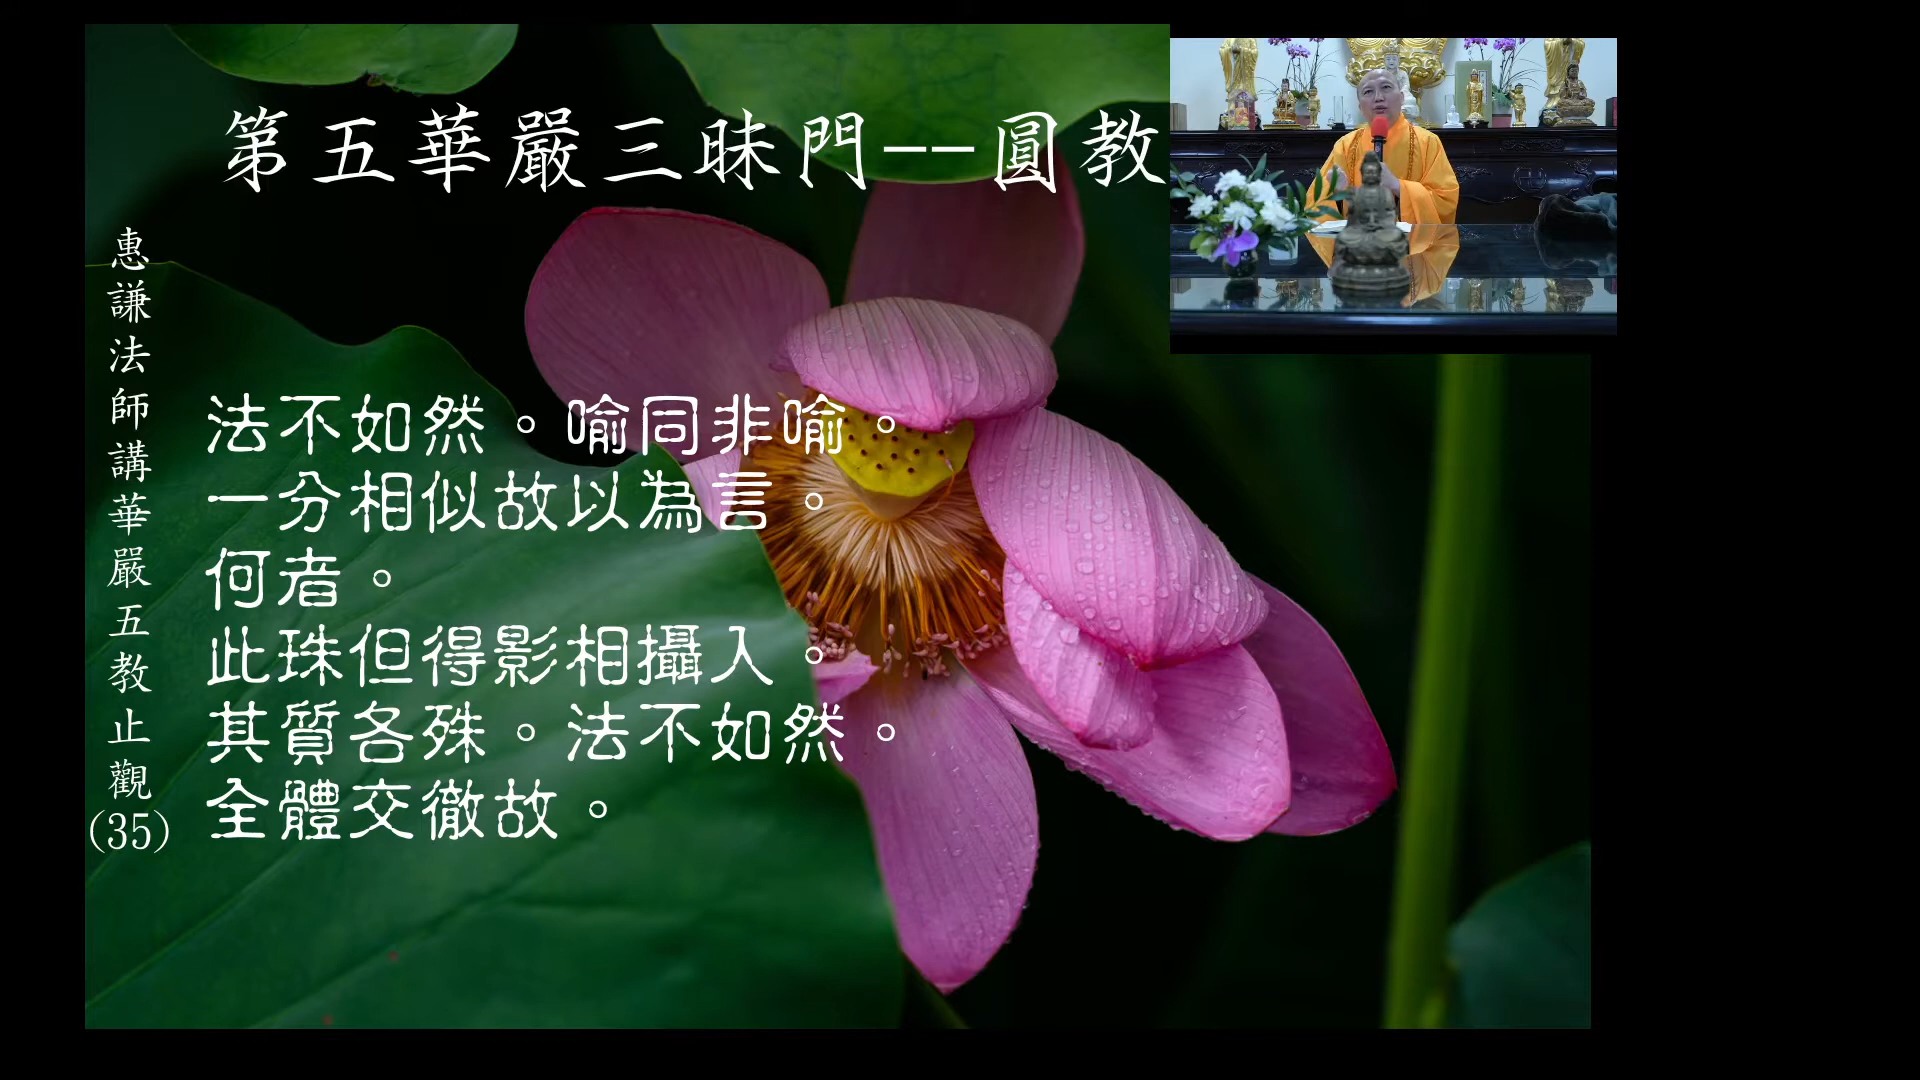 第五華嚴三昧門--圓教
惠謙法師講華嚴五教止觀(35)
法不如然。喻同非喻。
一分相似故以為言。
何者。
此珠但得影相攝入。
其質各殊。法不如然。
全體交徹故。